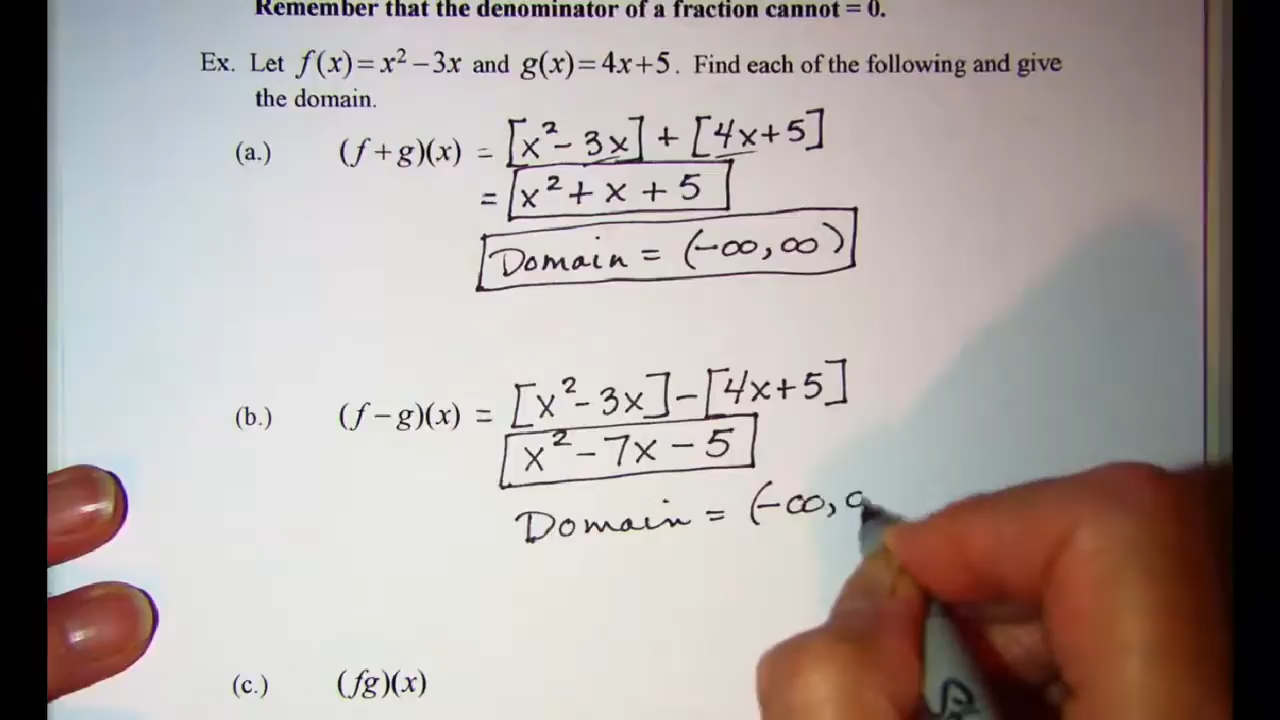 Remember that the denominator of a fraction cannot = 0.
Ex. Let f(x)=x²−3x and g(x)=4x+5. Find each of the following and give
the domain.
(a.) (f+g)(x) = [x²-3x] + [4x+5]
= x²+x+5
Domain = (-∞,∞)
(b.) (f−g)(x) = [x²-3x]-[4x+5]
x²-7x-5
Domain = (-∞,
(c.) (fg)(x)